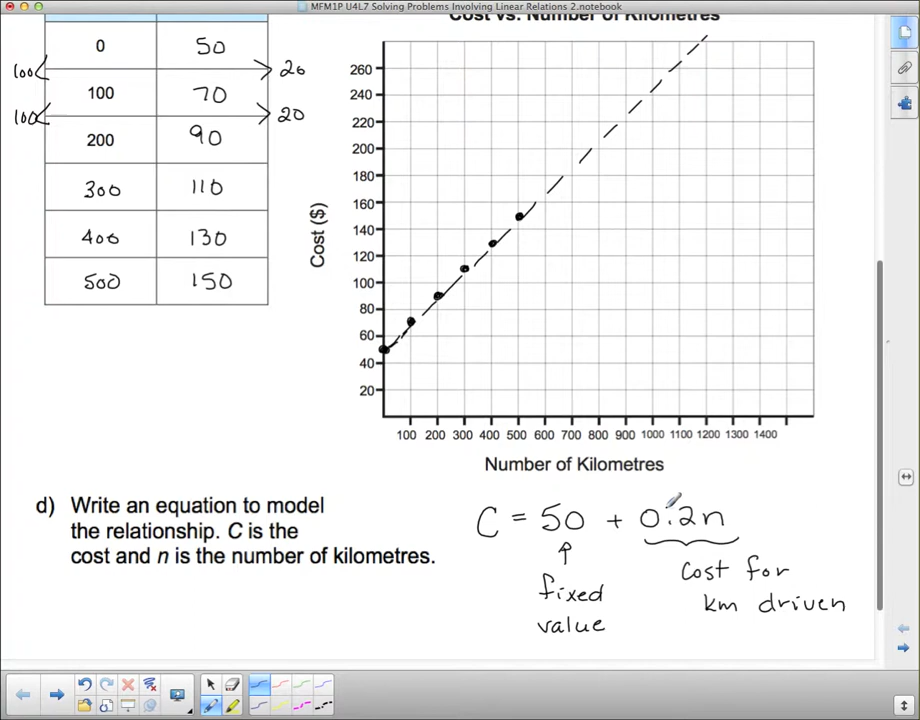 MFM1P U4L7 Solving Problems Involving Linear Relations 2.notebook
Cost vs. Number of Kilometres
0 50
100 20
100 70
100 20
200 90
300 110
400 130
500 150
260
240
220
200
180
160
140
120
100
80
60
40
20
Cost ($)
100 200 300 400 500 600 700 800 900 1000 1100 1200 1300 1400
Number of Kilometres
d) Write an equation to model
the relationship. C is the
cost and n is the number of kilometres.
C = 50 + 0.2n
fixed
value
cost for
km driven